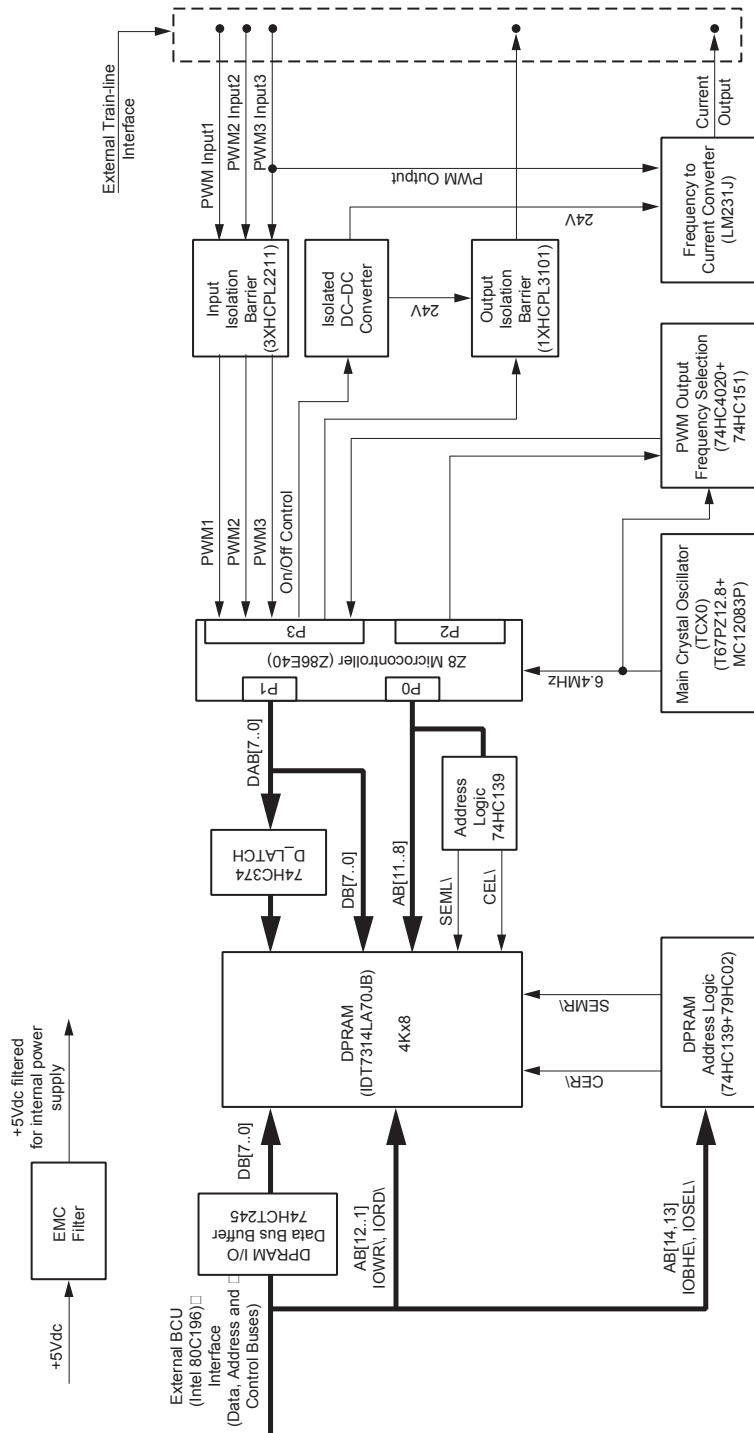 +5Vdc
EMC
Filter
+5Vdc filtered
for internal power
supply
External Train-line
Interface
External BCU
(Intel 80C196)□
Interface
(Data, Address and □
Control Buses)
DPRAM I/O
Data Bus Buffer
74HCT245
DB[7..0]
AB[12..1]
IOWR\, IORD\
AB[14,13]
IOBHE\, IOSEL\
DPRAM
(IDT7314LA70JB)
4Kx8
CER\
SEMR\
DPRAM
Address Logic
(74HC139+79HC02)
74HC374
D_LATCH
DAB[7..0]
DB[7..0]
AB[11..8]
SEML\
CEL\
Address
Logic
74HC139
P1
P0
Z8 Microcontroller (Z86E40)
P3
P2
6.4MHz
Main Crystal Oscillator
(TCX0)
(T67PZ12.8+
MC12083P)
PWM1
PWM2
PWM3
On/Off Control
Input
Isolation
Barrier
(3XHCPL2211)
PWM Input1
PWM2 Input2
PWM3 Input3
Isolated
DC–DC
Converter
24V
24V
Output
Isolation
Barrier
(1XHCPL3101)
PWM Output
PWM Output
Frequency Selection
(74HC4020+
74HC151)
Frequency to
Current Converter
(LM231J)
Current
Output